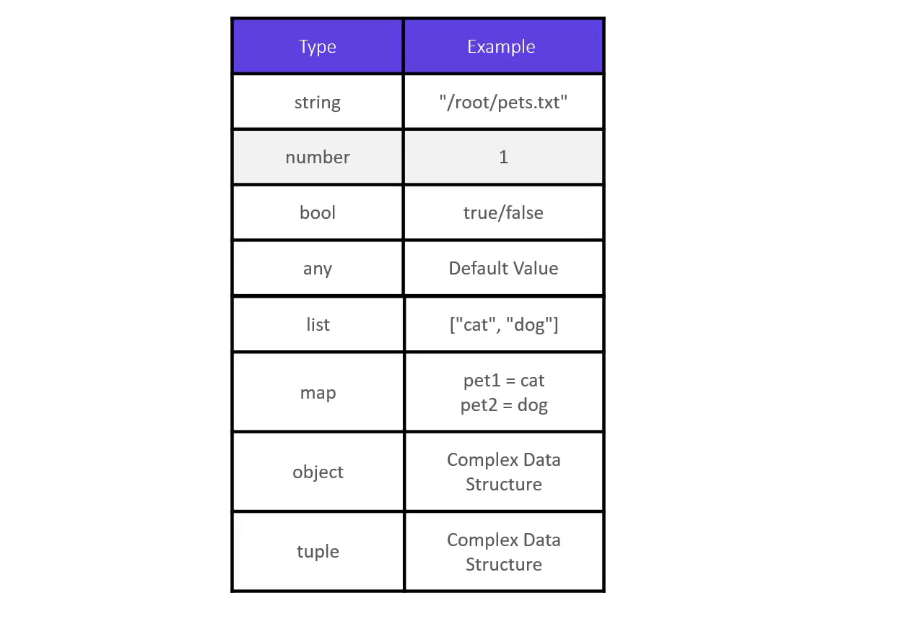 Type Example
string "/root/pets.txt"
number 1
bool true/false
any Default Value
list ["cat", "dog"]
map pet1 = cat
pet2 = dog
object Complex Data
Structure
tuple Complex Data
Structure